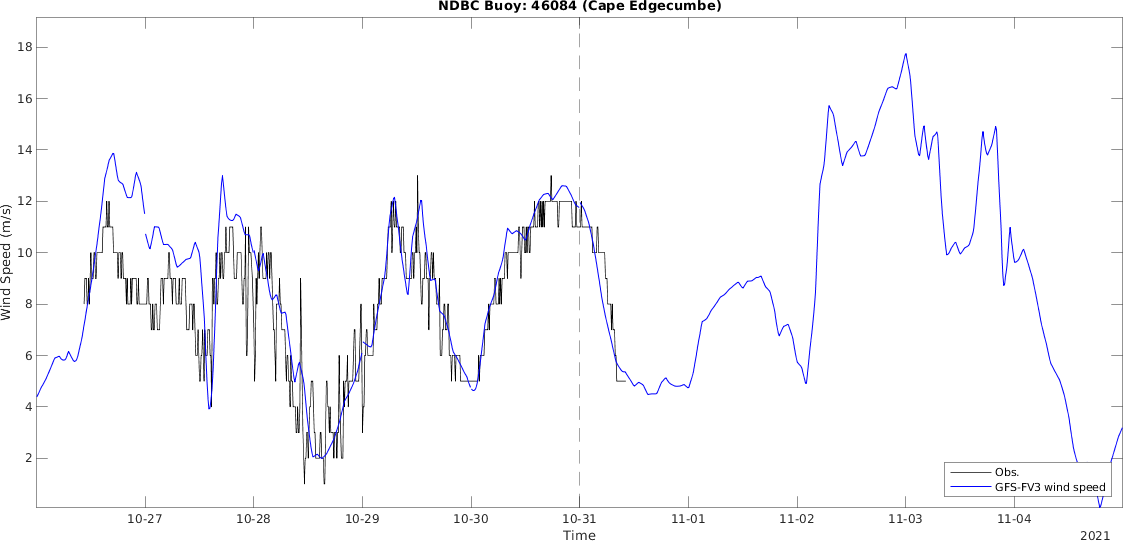 NDBC Buoy: 46084 (Cape Edgecumbe)
18
16
14
12
10
8
6
4
2
Wind Speed (m/s)
10-27 10-28 10-29 10-30 10-31 11-01 11-02 11-03 11-04
Time
2021
Obs.
GFS-FV3 wind speed